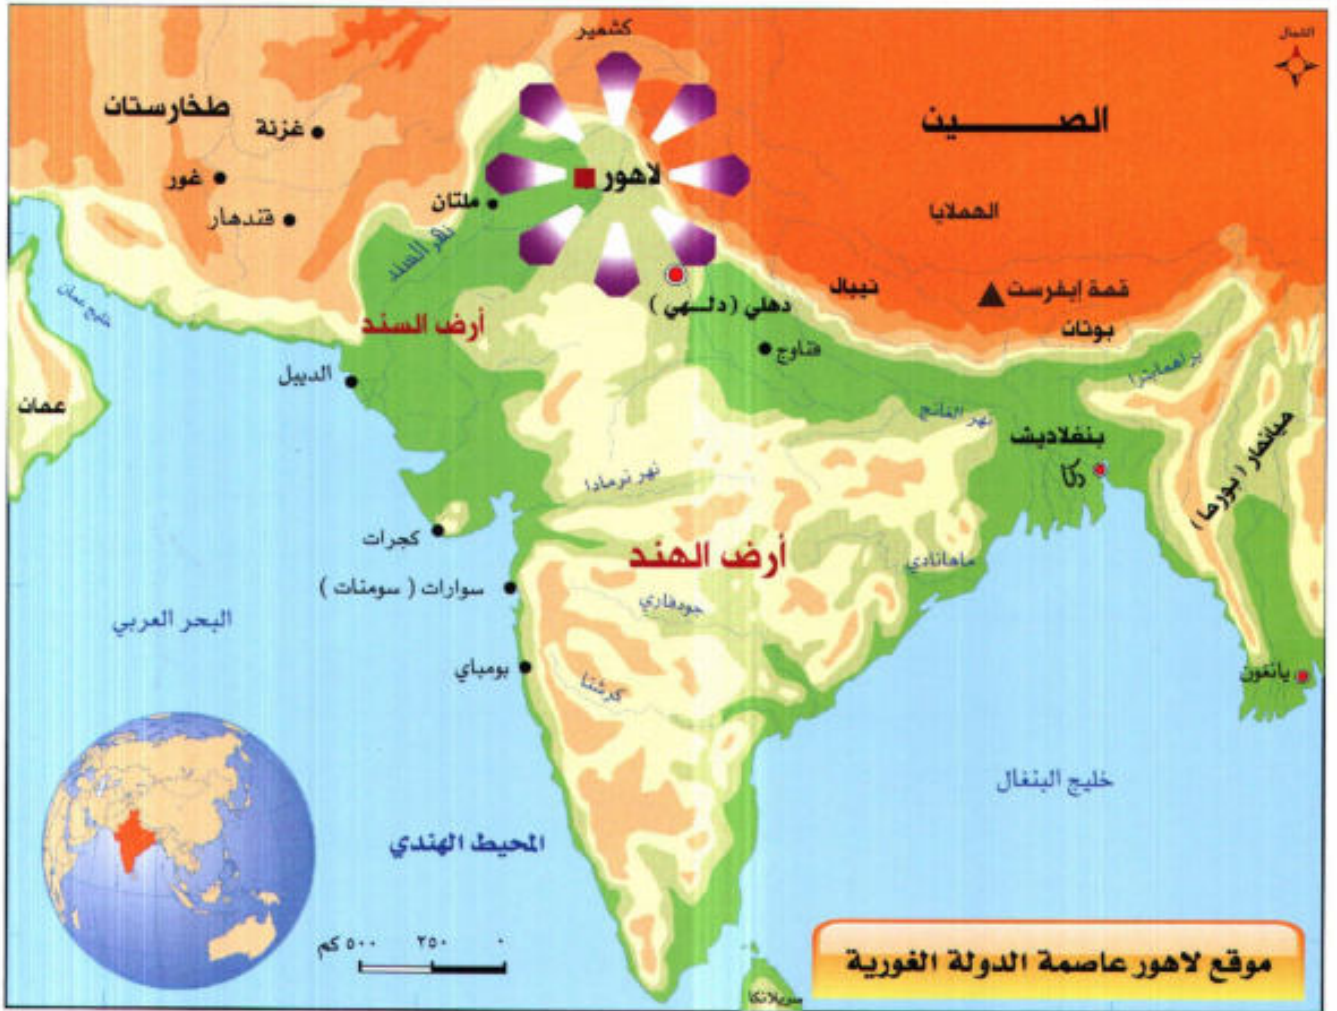 كشمير
الشمال
طخارستان
غزنة
الصين
غور
لاهور
ملتان
قندهار
الهملايا
نهر السند
نيبال
قمة إيفرست
دهلي ( دلهي )
خليج عمان
أرض السند
بوتان
قناوج
براهمابترا
الديبل
عمان
نهر الغانج
بنغلاديش
ميانمار ( بورما )
دكا
نهر نرمادا
كجرات
أرض الهند
ماهانادي
سوارات ( سومنات )
جودفاري
البحر العربي
بومباي
كرشنا
يانغون
خليج البنغال
المحيط الهندي
٠ ٢٥٠ ٥٠٠ كم
موقع لاهور عاصمة الدولة الغورية
سريلانكا